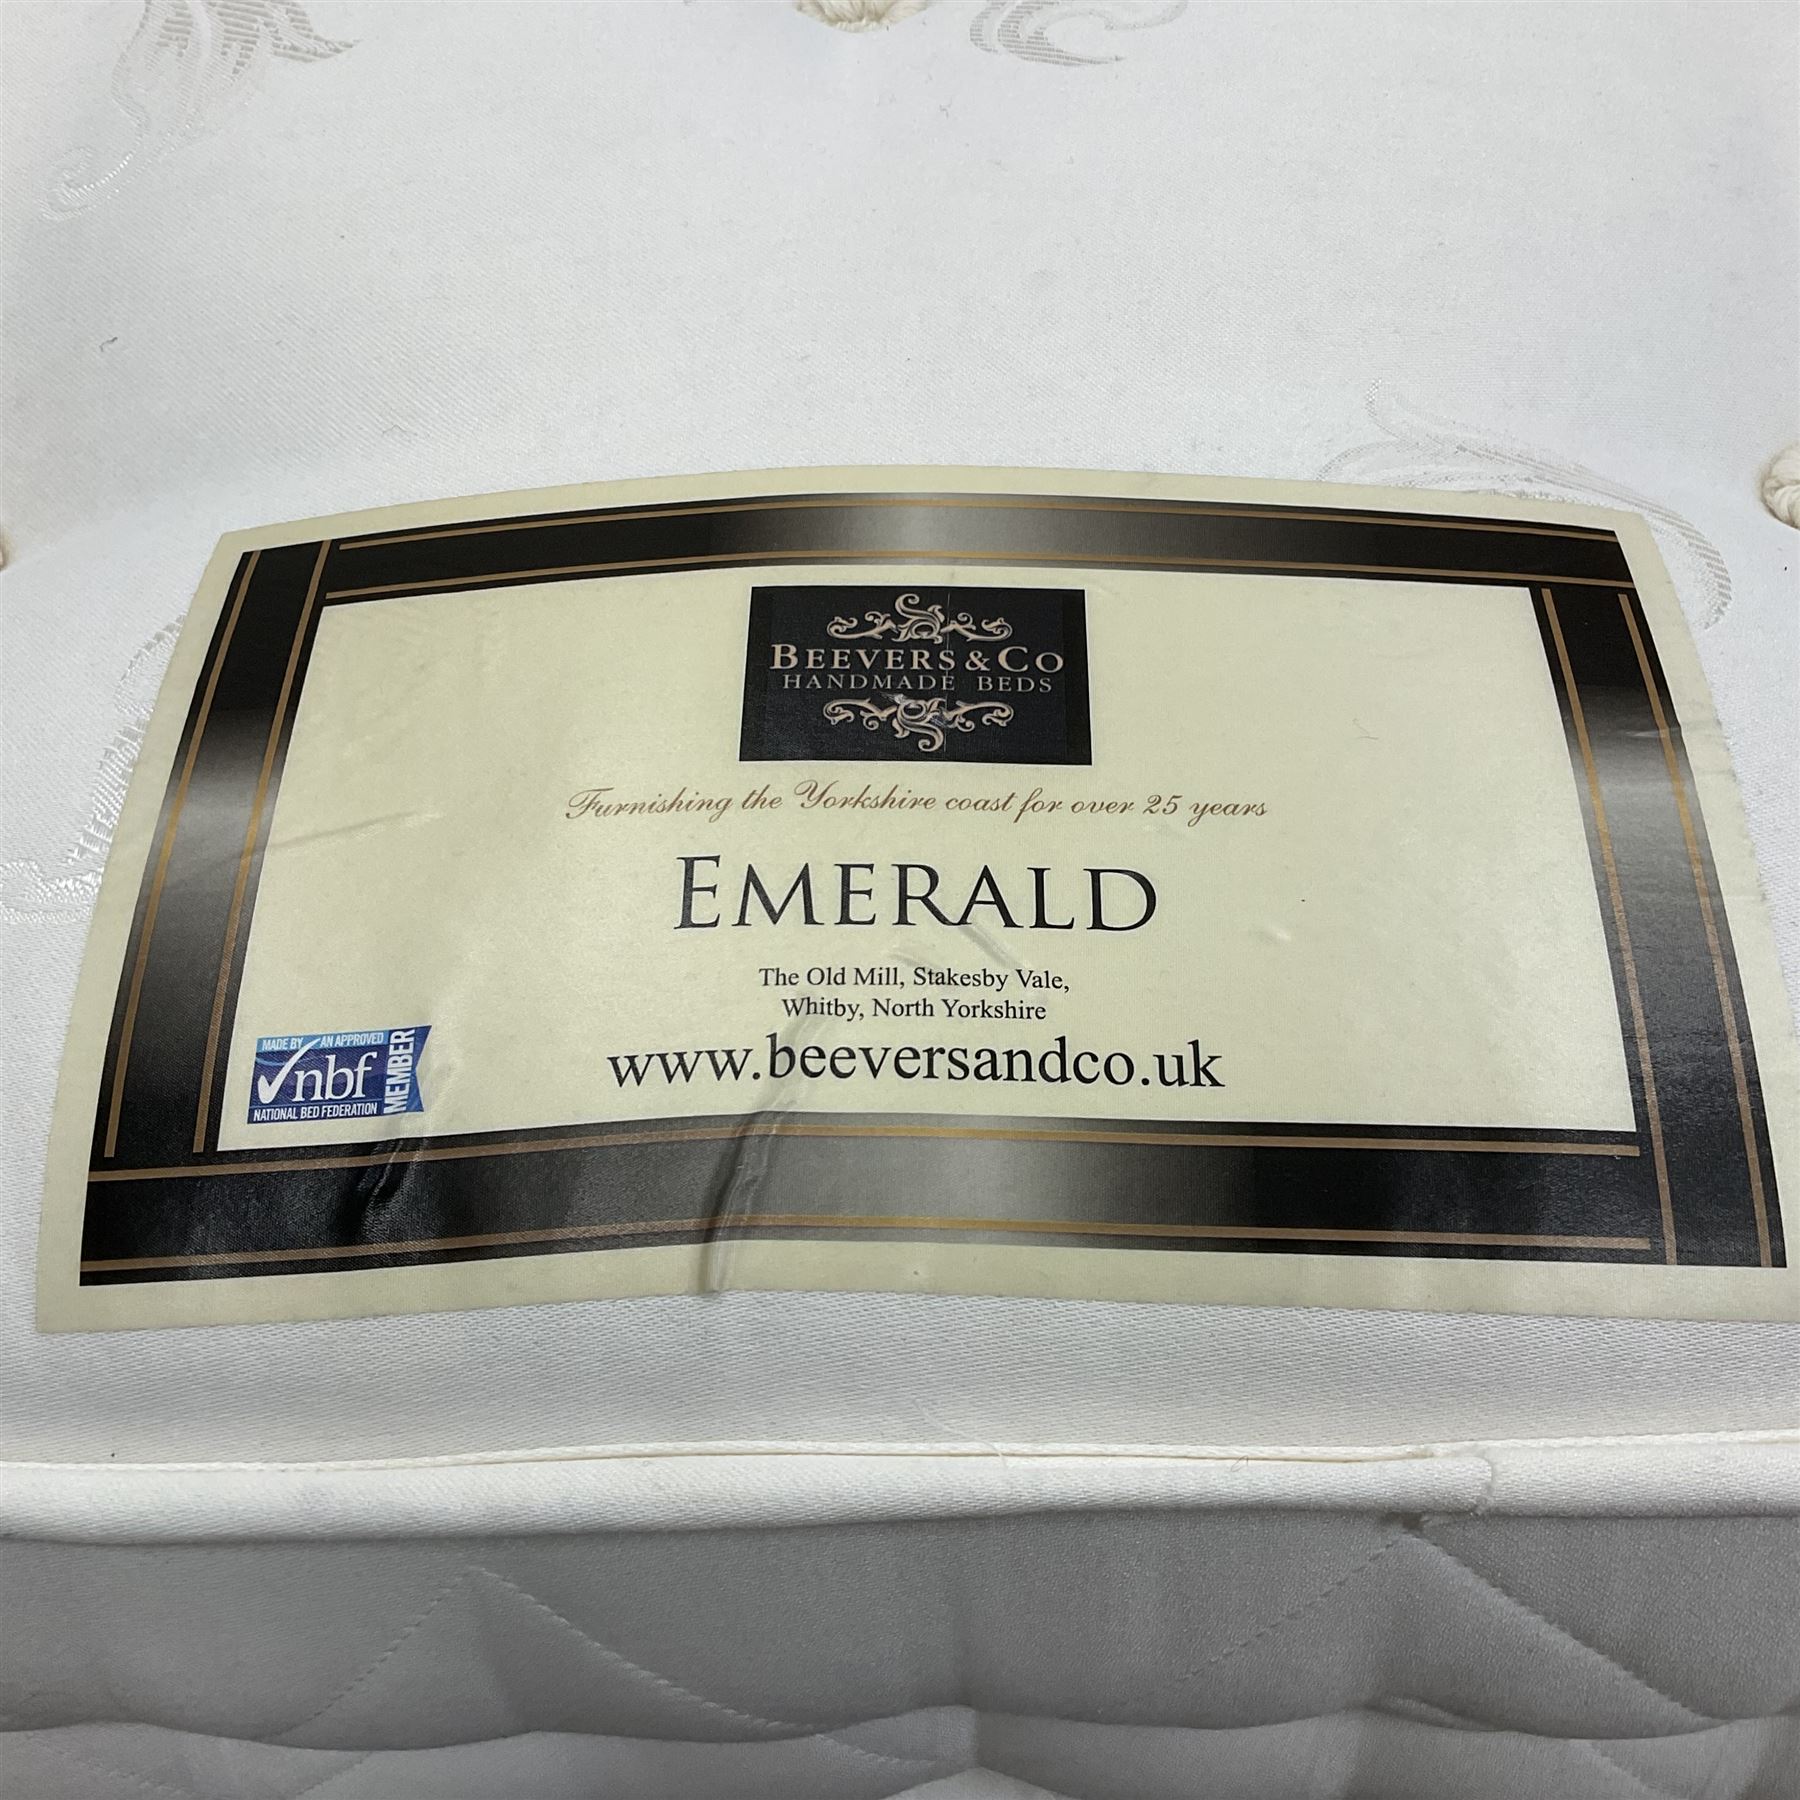 BEEVERS & CO
HANDMADE BEDS
Furnishing the Yorkshire coast for over 25 years
EMERALD
The Old Mill, Stakesby Vale,
Whitby, North Yorkshire
www.beeversandco.uk
MADE BY AN APPROVED
nbf
NATIONAL BED FEDERATION
MEMBER